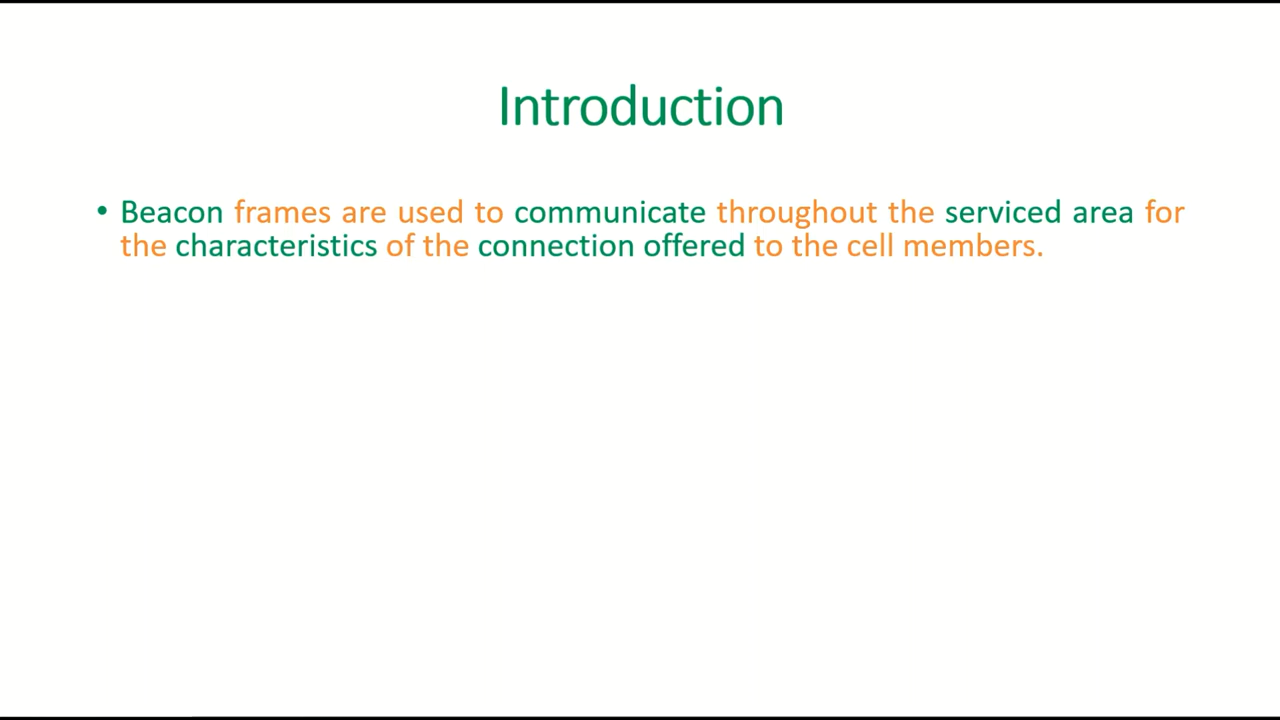 Introduction
• Beacon frames are used to communicate throughout the serviced area for
the characteristics of the connection offered to the cell members.